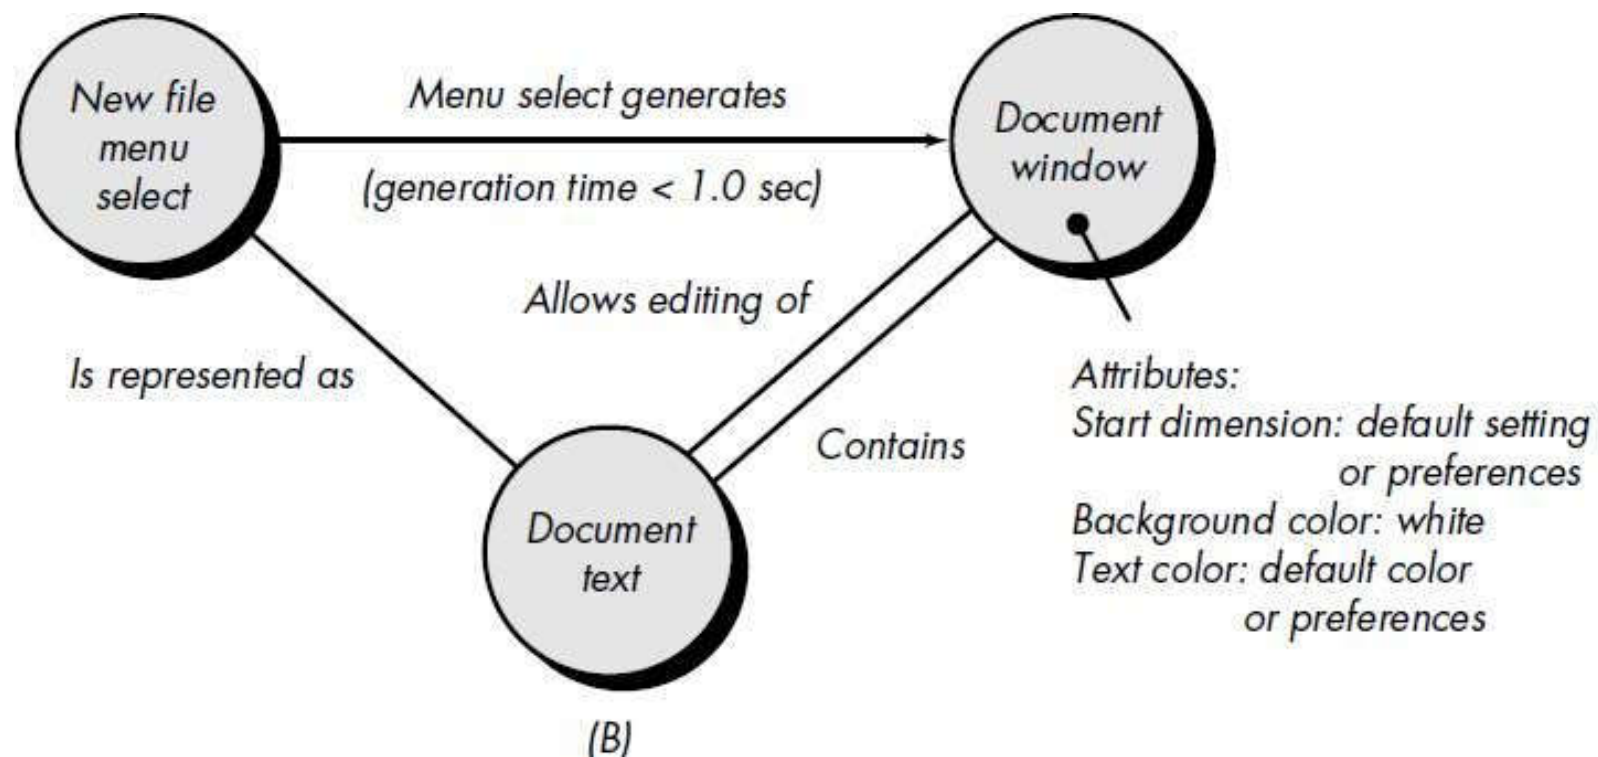 New file
menu
select
Menu select generates
(generation time < 1.0 sec)
Document
window
Allows editing of
Is represented as
Contains
Document
text
Attributes:
Start dimension: default setting
or preferences
Background color: white
Text color: default color
or preferences
(B)